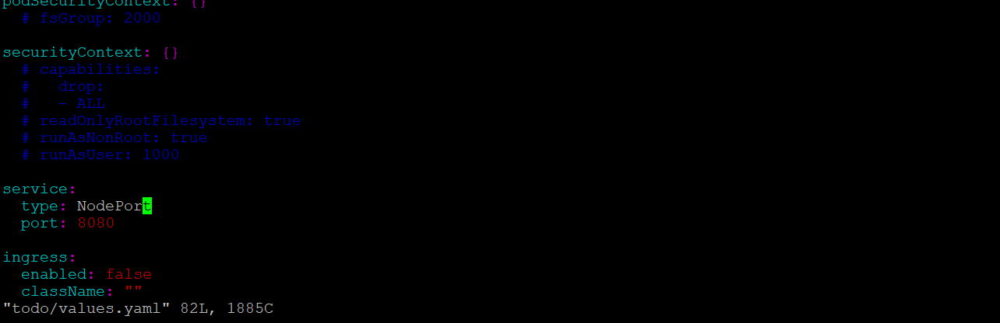 podSecurityContext: {}
  # fsGroup: 2000

securityContext: {}
  # capabilities:
  #   drop:
  #   - ALL
  # readOnlyRootFilesystem: true
  # runAsNonRoot: true
  # runAsUser: 1000

service:
  type: NodePort
  port: 8080

ingress:
  enabled: false
  className: ""
"todo/values.yaml" 82L, 1885C